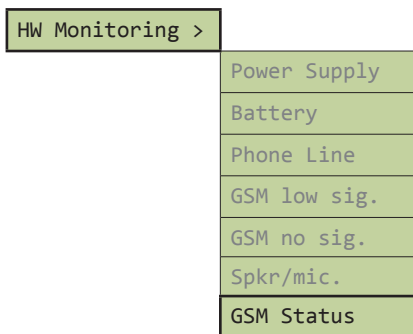 HW Monitoring >
Power Supply
Battery
Phone Line
GSM low sig.
GSM no sig.
Spkr/mic.
GSM Status